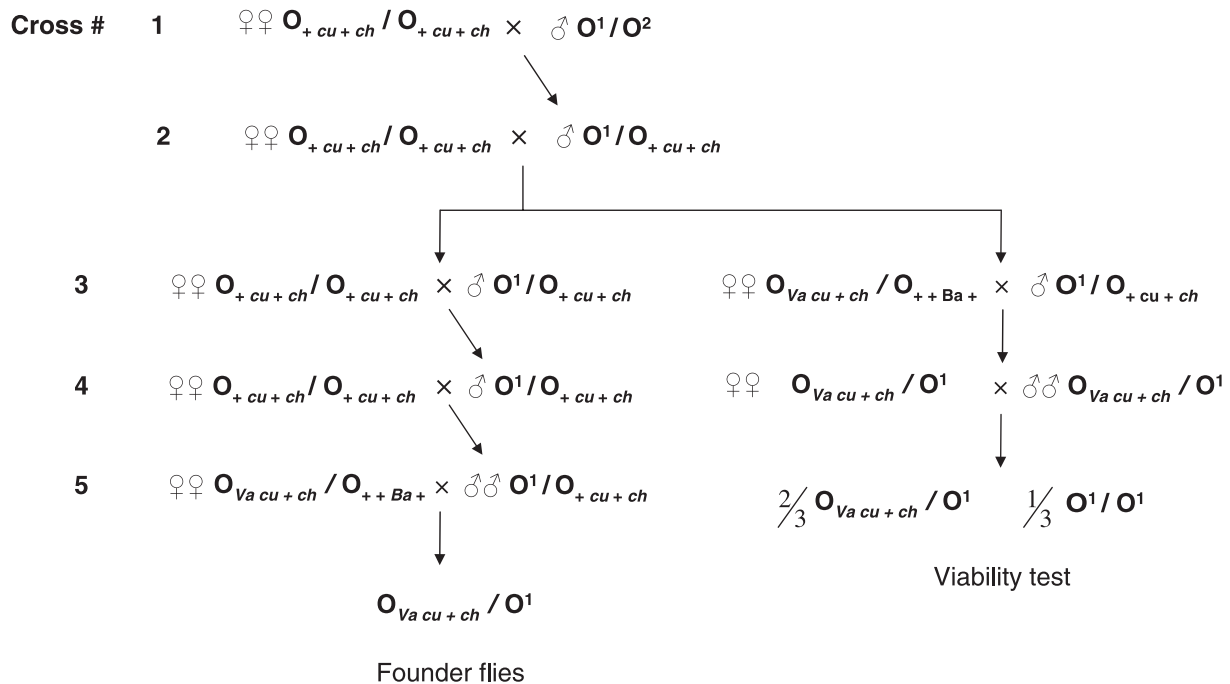 Cross # 1 ♀♀ O+ cu + ch / O+ cu + ch × ♂ O1 / O2
2 ♀♀ O+ cu + ch / O+ cu + ch × ♂ O1 / O+ cu + ch
3 ♀♀ O+ cu + ch / O+ cu + ch × ♂ O1 / O+ cu + ch ♀♀ OVa cu + ch / O+ + Ba + × ♂ O1 / O+ cu + ch
4 ♀♀ O+ cu + ch / O+ cu + ch × ♂ O1 / O+ cu + ch ♀♀ OVa cu + ch / O1 × ♂♂ OVa cu + ch / O1
5 ♀♀ OVa cu + ch / O+ + Ba + × ♂♂ O1 / O+ cu + ch 2/3 OVa cu + ch / O1 1/3 O1 / O1
Viability test
OVa cu + ch / O1
Founder flies